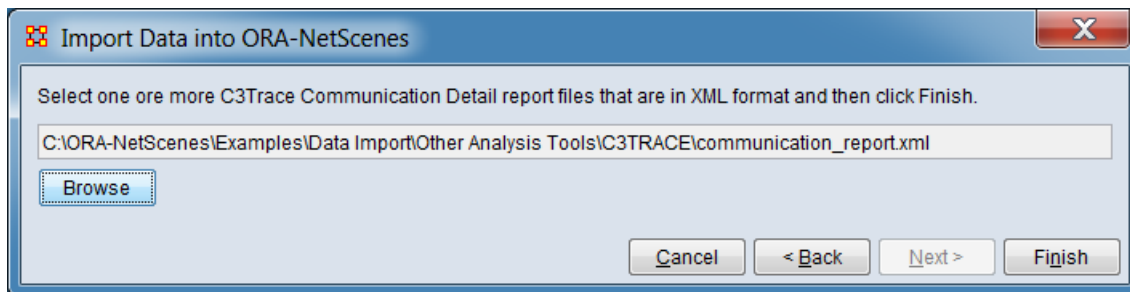 Import Data into ORA-NetScenes
X
Select one ore more C3Trace Communication Detail report files that are in XML format and then click Finish.
C:\ORA-NetScenes\Examples\Data Import\Other Analysis Tools\C3TRACE\communication_report.xml
Browse
Cancel < Back Next > Finish